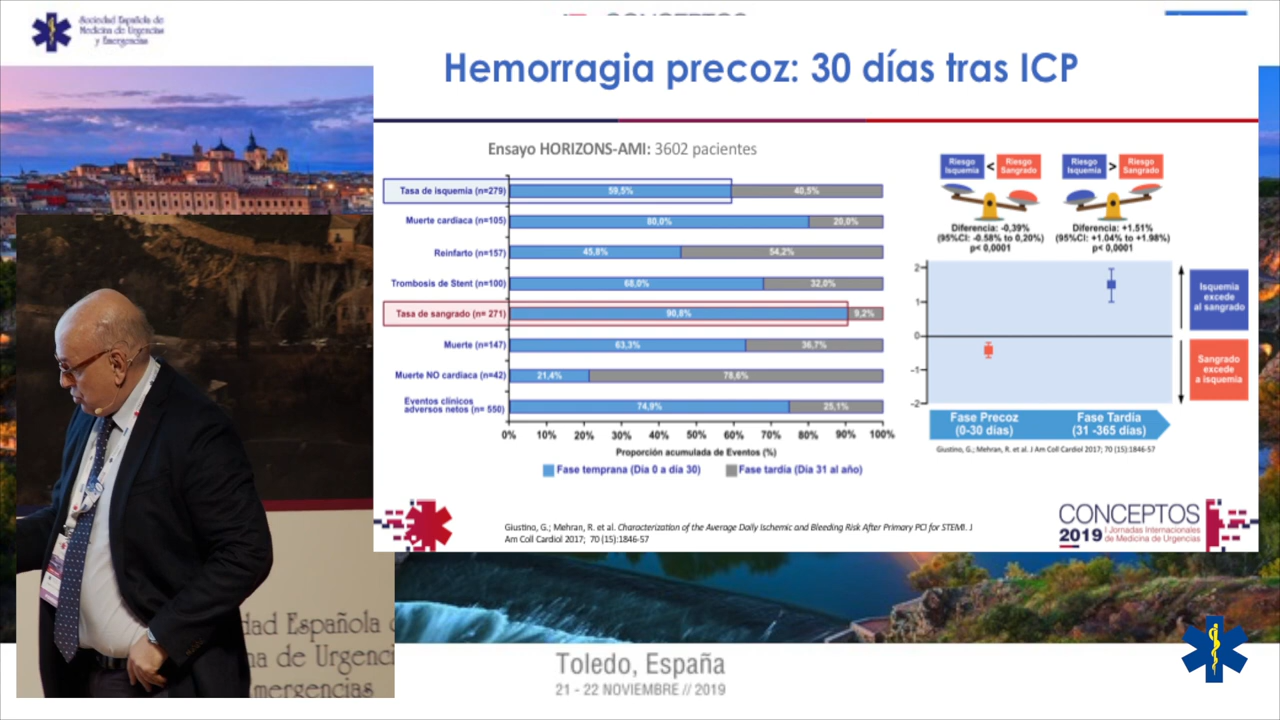 Sociedad Española de
Medicina de Urgencias
y Emergencias
Hemorragia precoz: 30 días tras ICP
Ensayo HORIZONS-AMI: 3602 pacientes
Tasa de isquemia (n=279) 59,5% 40,5%
Muerte cardiaca (n=105) 80,0% 20,0%
Reinfarto (n=157) 45,8% 54,2%
Trombosis de Stent (n=100) 68,0% 32,0%
Tasa de sangrado (n= 271) 90,8% 9,2%
Muerte (n=147) 63,3% 36,7%
Muerte NO cardiaca (n=42) 21,4% 78,6%
Eventos clínicos
adversos netos (n= 550) 74,9% 25,1%
0% 10% 20% 30% 40% 50% 60% 70% 80% 90% 100%
Proporción acumulada de Eventos (%)
Fase temprana (Día 0 a día 30) Fase tardía (Día 31 al año)
Riesgo
Isquemia
<
Riesgo
Sangrado
Riesgo
Isquemia
>
Riesgo
Sangrado
Diferencia: -0,39%
(95%CI: -0.58% to 0,20%)
p< 0,0001
Diferencia: +1.51%
(95%CI: +1.04% to +1.98%)
p< 0,0001
2
1
0
-1
-2
Isquemia
excede
al sangrado
Sangrado
excede
a isquemia
Fase Precoz
(0-30 días)
Fase Tardía
(31 -365 días)
Giustino, G.; Mehran, R. et al. J Am Coll Cardiol 2017; 70 (15):1846-57
Giustino, G.; Mehran, R. et al. Characterization of the Average Daily Ischemic and Bleeding Risk After Primary PCI for STEMI. J
Am Coll Cardiol 2017; 70 (15):1846-57
CONCEPTOS
2019 I Jornadas Internacionales
de Medicina de Urgencias
dad Española
na de Urgenci
mergencias
Toledo, España
21 - 22 NOVIEMBRE // 2019